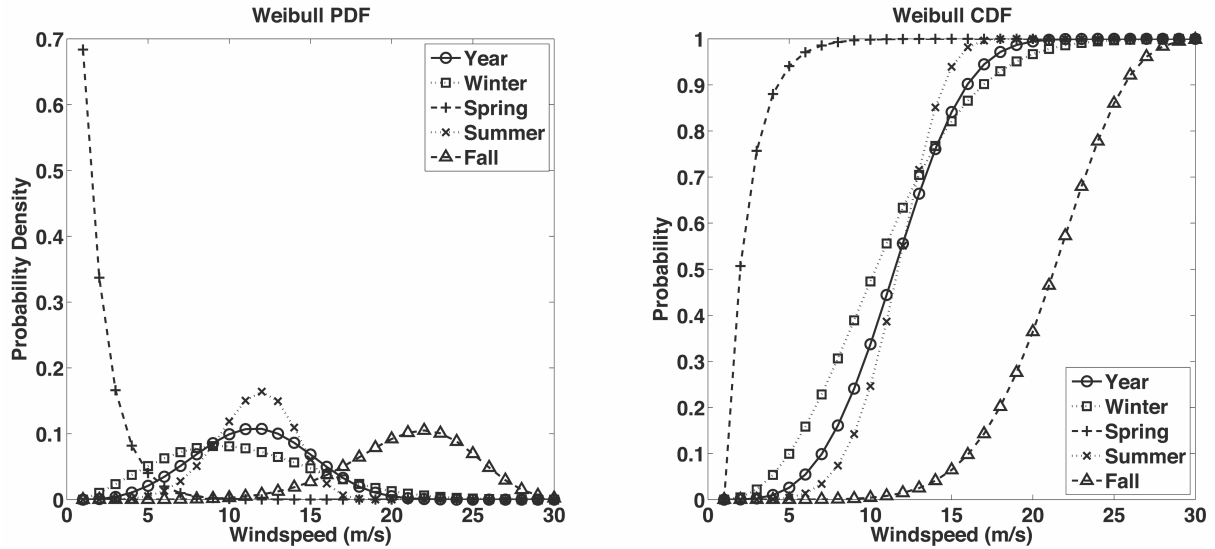 Weibull PDF
0.7
0.6
0.5
0.4
0.3
0.2
0.1
0
Probability Density
0 5 10 15 20 25 30
Windspeed (m/s)
Year
Winter
Spring
Summer
Fall
Weibull CDF
1
0.9
0.8
0.7
0.6
0.5
0.4
0.3
0.2
0.1
0
Probability
0 5 10 15 20 25 30
Windspeed (m/s)
Year
Winter
Spring
Summer
Fall